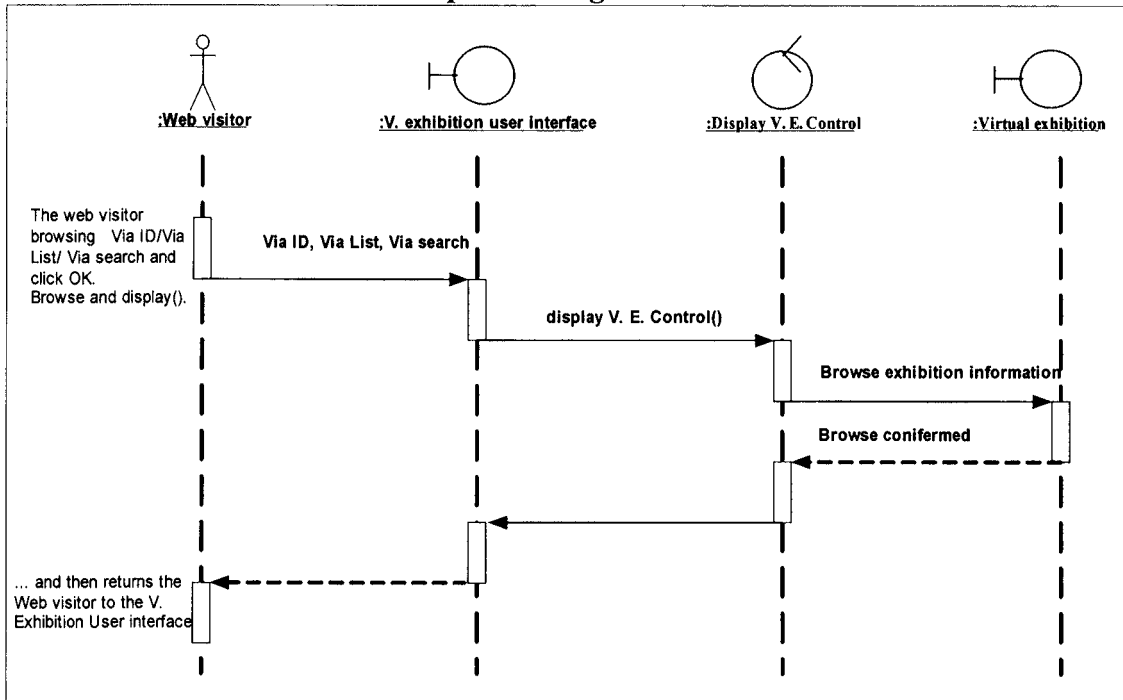 :Web visitor
:V. exhibition user interface
:Display V. E. Control
:Virtual exhibition
The web visitor
browsing Via ID/Via
List/ Via search and
click OK.
Browse and display().
Via ID, Via List, Via search
display V. E. Control()
Browse exhibition information
Browse conifermed
... and then returns the
Web visitor to the V.
Exhibition User interface